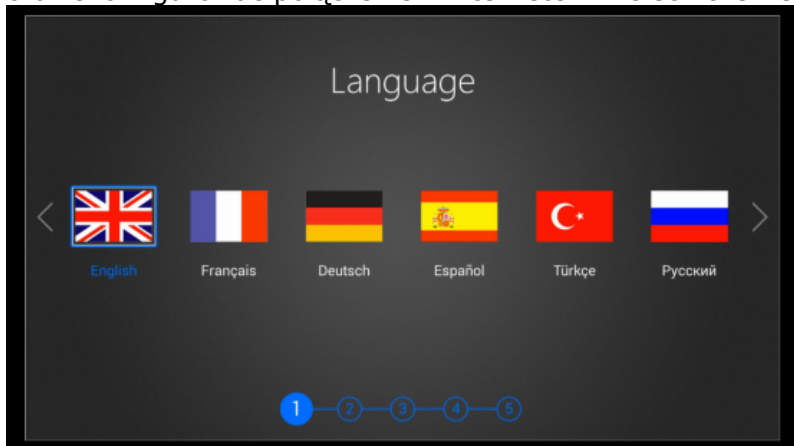 Language
English Français Deutsch Español Türkçe Русский
1 2 3 4 5